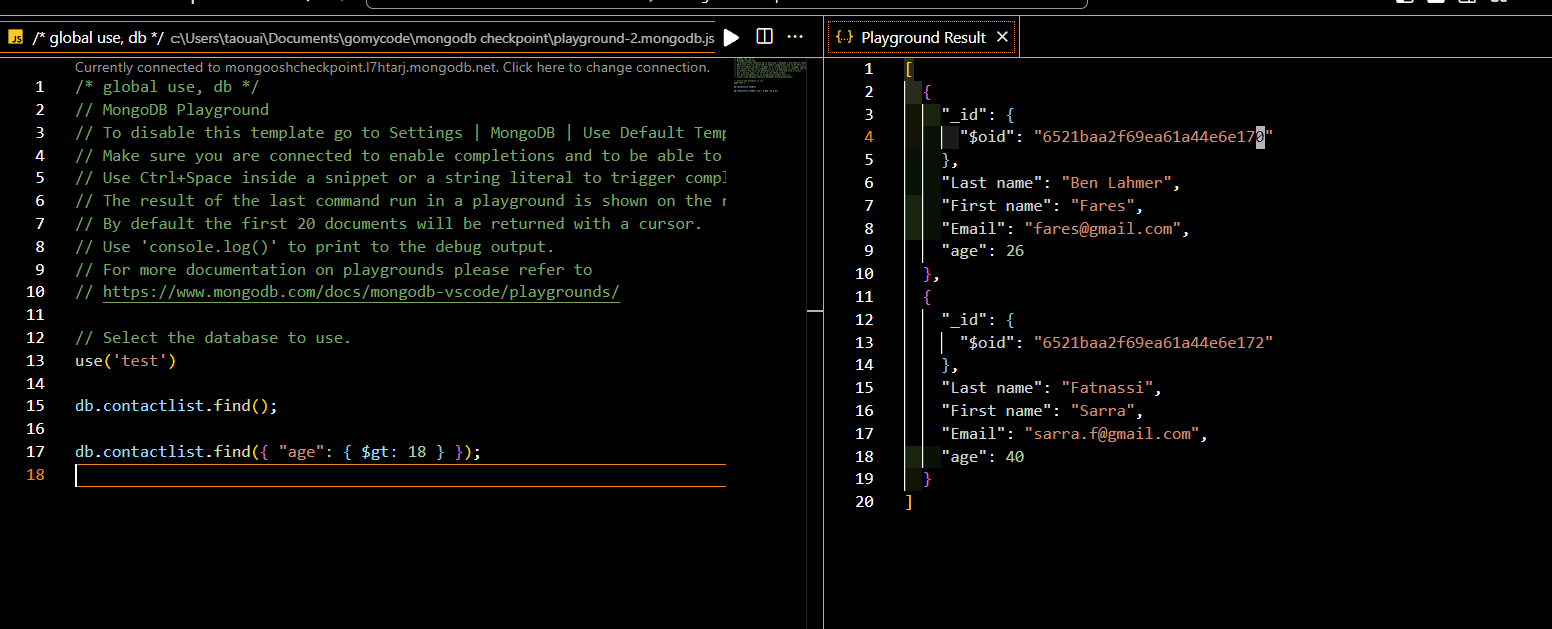 JS /* global use, db */ c:\Users\taouai\Documents\gomycode\mongodb checkpoint\playground-2.mongodb.js
Currently connected to mongooshcheckpoint.l7htarj.mongodb.net. Click here to change connection.
1 /* global use, db */
2 // MongoDB Playground
3 // To disable this template go to Settings | MongoDB | Use Default Temp
4 // Make sure you are connected to enable completions and to be able to
5 // Use Ctrl+Space inside a snippet or a string literal to trigger compl
6 // The result of the last command run in a playground is shown on the r
7 // By default the first 20 documents will be returned with a cursor.
8 // Use 'console.log()' to print to the debug output.
9 // For more documentation on playgrounds please refer to
10 // https://www.mongodb.com/docs/mongodb-vscode/playgrounds/
11
12 // Select the database to use.
13 use('test')
14
15 db.contactlist.find();
16
17 db.contactlist.find({ "age": { $gt: 18 } });
18
{..} Playground Result
1 [
2 {
3 "_id": {
4 "$oid": "6521baa2f69ea61a44e6e170"
5 },
6 "Last name": "Ben Lahmer",
7 "First name": "Fares",
8 "Email": "fares@gmail.com",
9 "age": 26
10 },
11 {
12 "_id": {
13 "$oid": "6521baa2f69ea61a44e6e172"
14 },
15 "Last name": "Fatnassi",
16 "First name": "Sarra",
17 "Email": "sarra.f@gmail.com",
18 "age": 40
19 }
20 ]